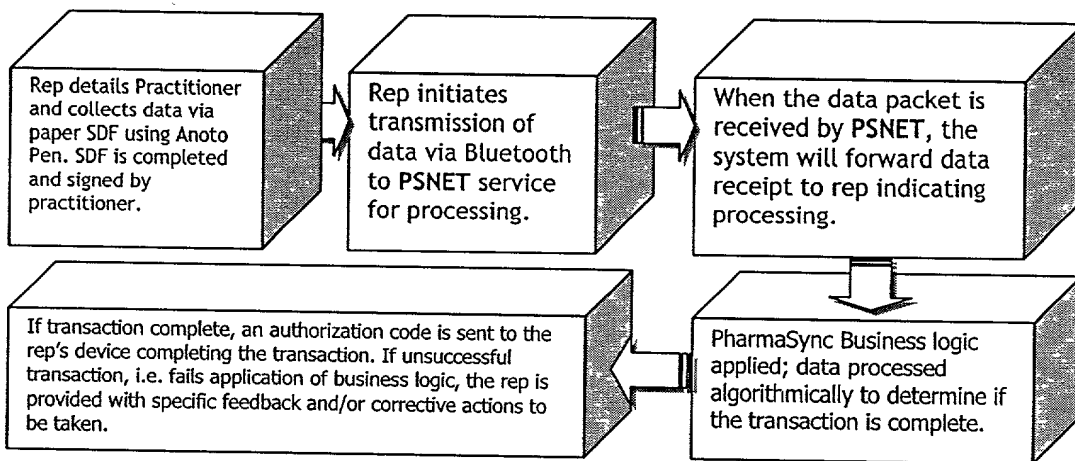 Rep details Practitioner
and collects data via
paper SDF using Anoto
Pen. SDF is completed
and signed by
practitioner.
Rep initiates
transmission of
data via Bluetooth
to PSNET service
for processing.
When the data packet is
received by PSNET, the
system will forward data
receipt to rep indicating
processing.
PharmaSync Business logic
applied; data processed
algorithmically to determine if
the transaction is complete.
If transaction complete, an authorization code is sent to the
rep's device completing the transaction. If unsuccessful
transaction, i.e. fails application of business logic, the rep is
provided with specific feedback and/or corrective actions to
be taken.